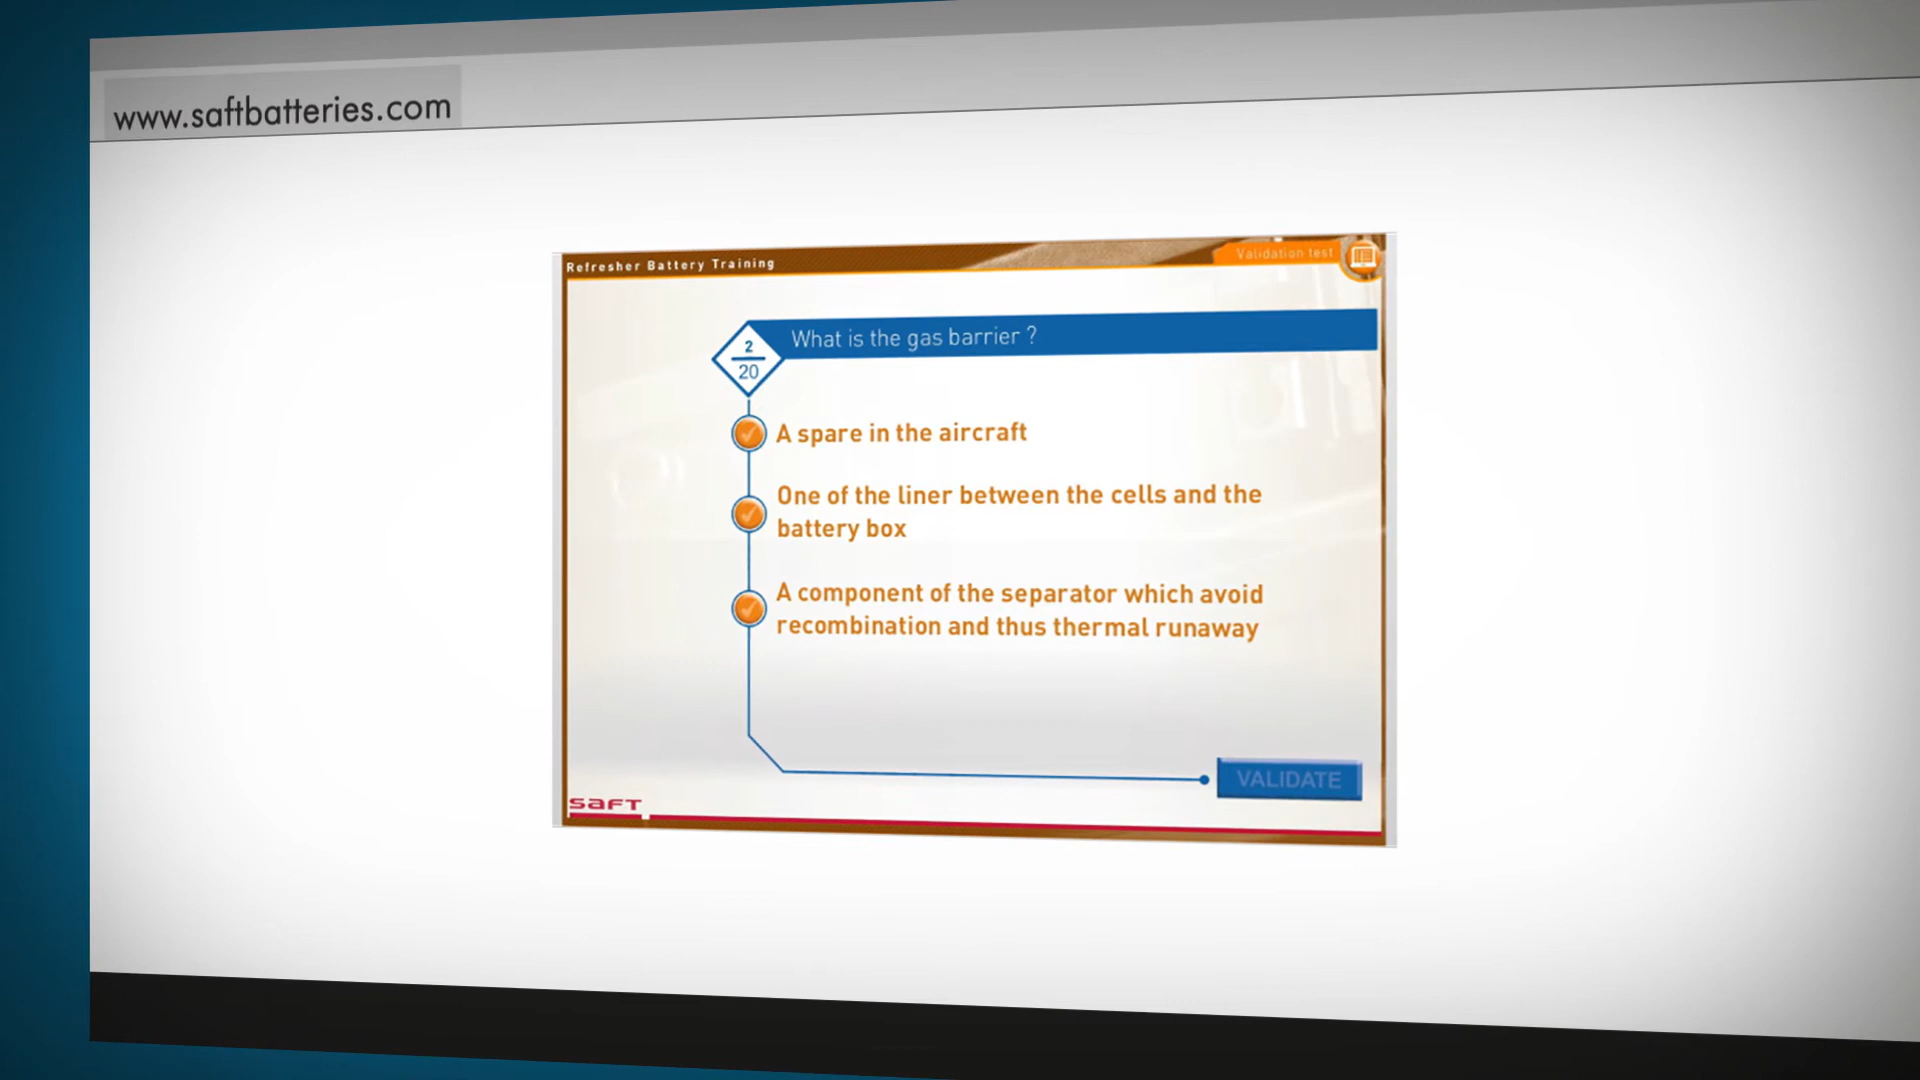 www.saftbatteries.com
Refresher Battery Training
Validation test
What is the gas barrier ?
2
20
A spare in the aircraft
One of the liner between the cells and the
battery box
A component of the separator which avoid
recombination and thus thermal runaway
VALIDATE
SAFT